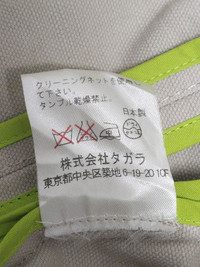 クリーニングネットを使用し
て下さい。
タンブル乾燥禁止。
日本製
株式会社タガラ
東京都中央区築地6-19-20 10F